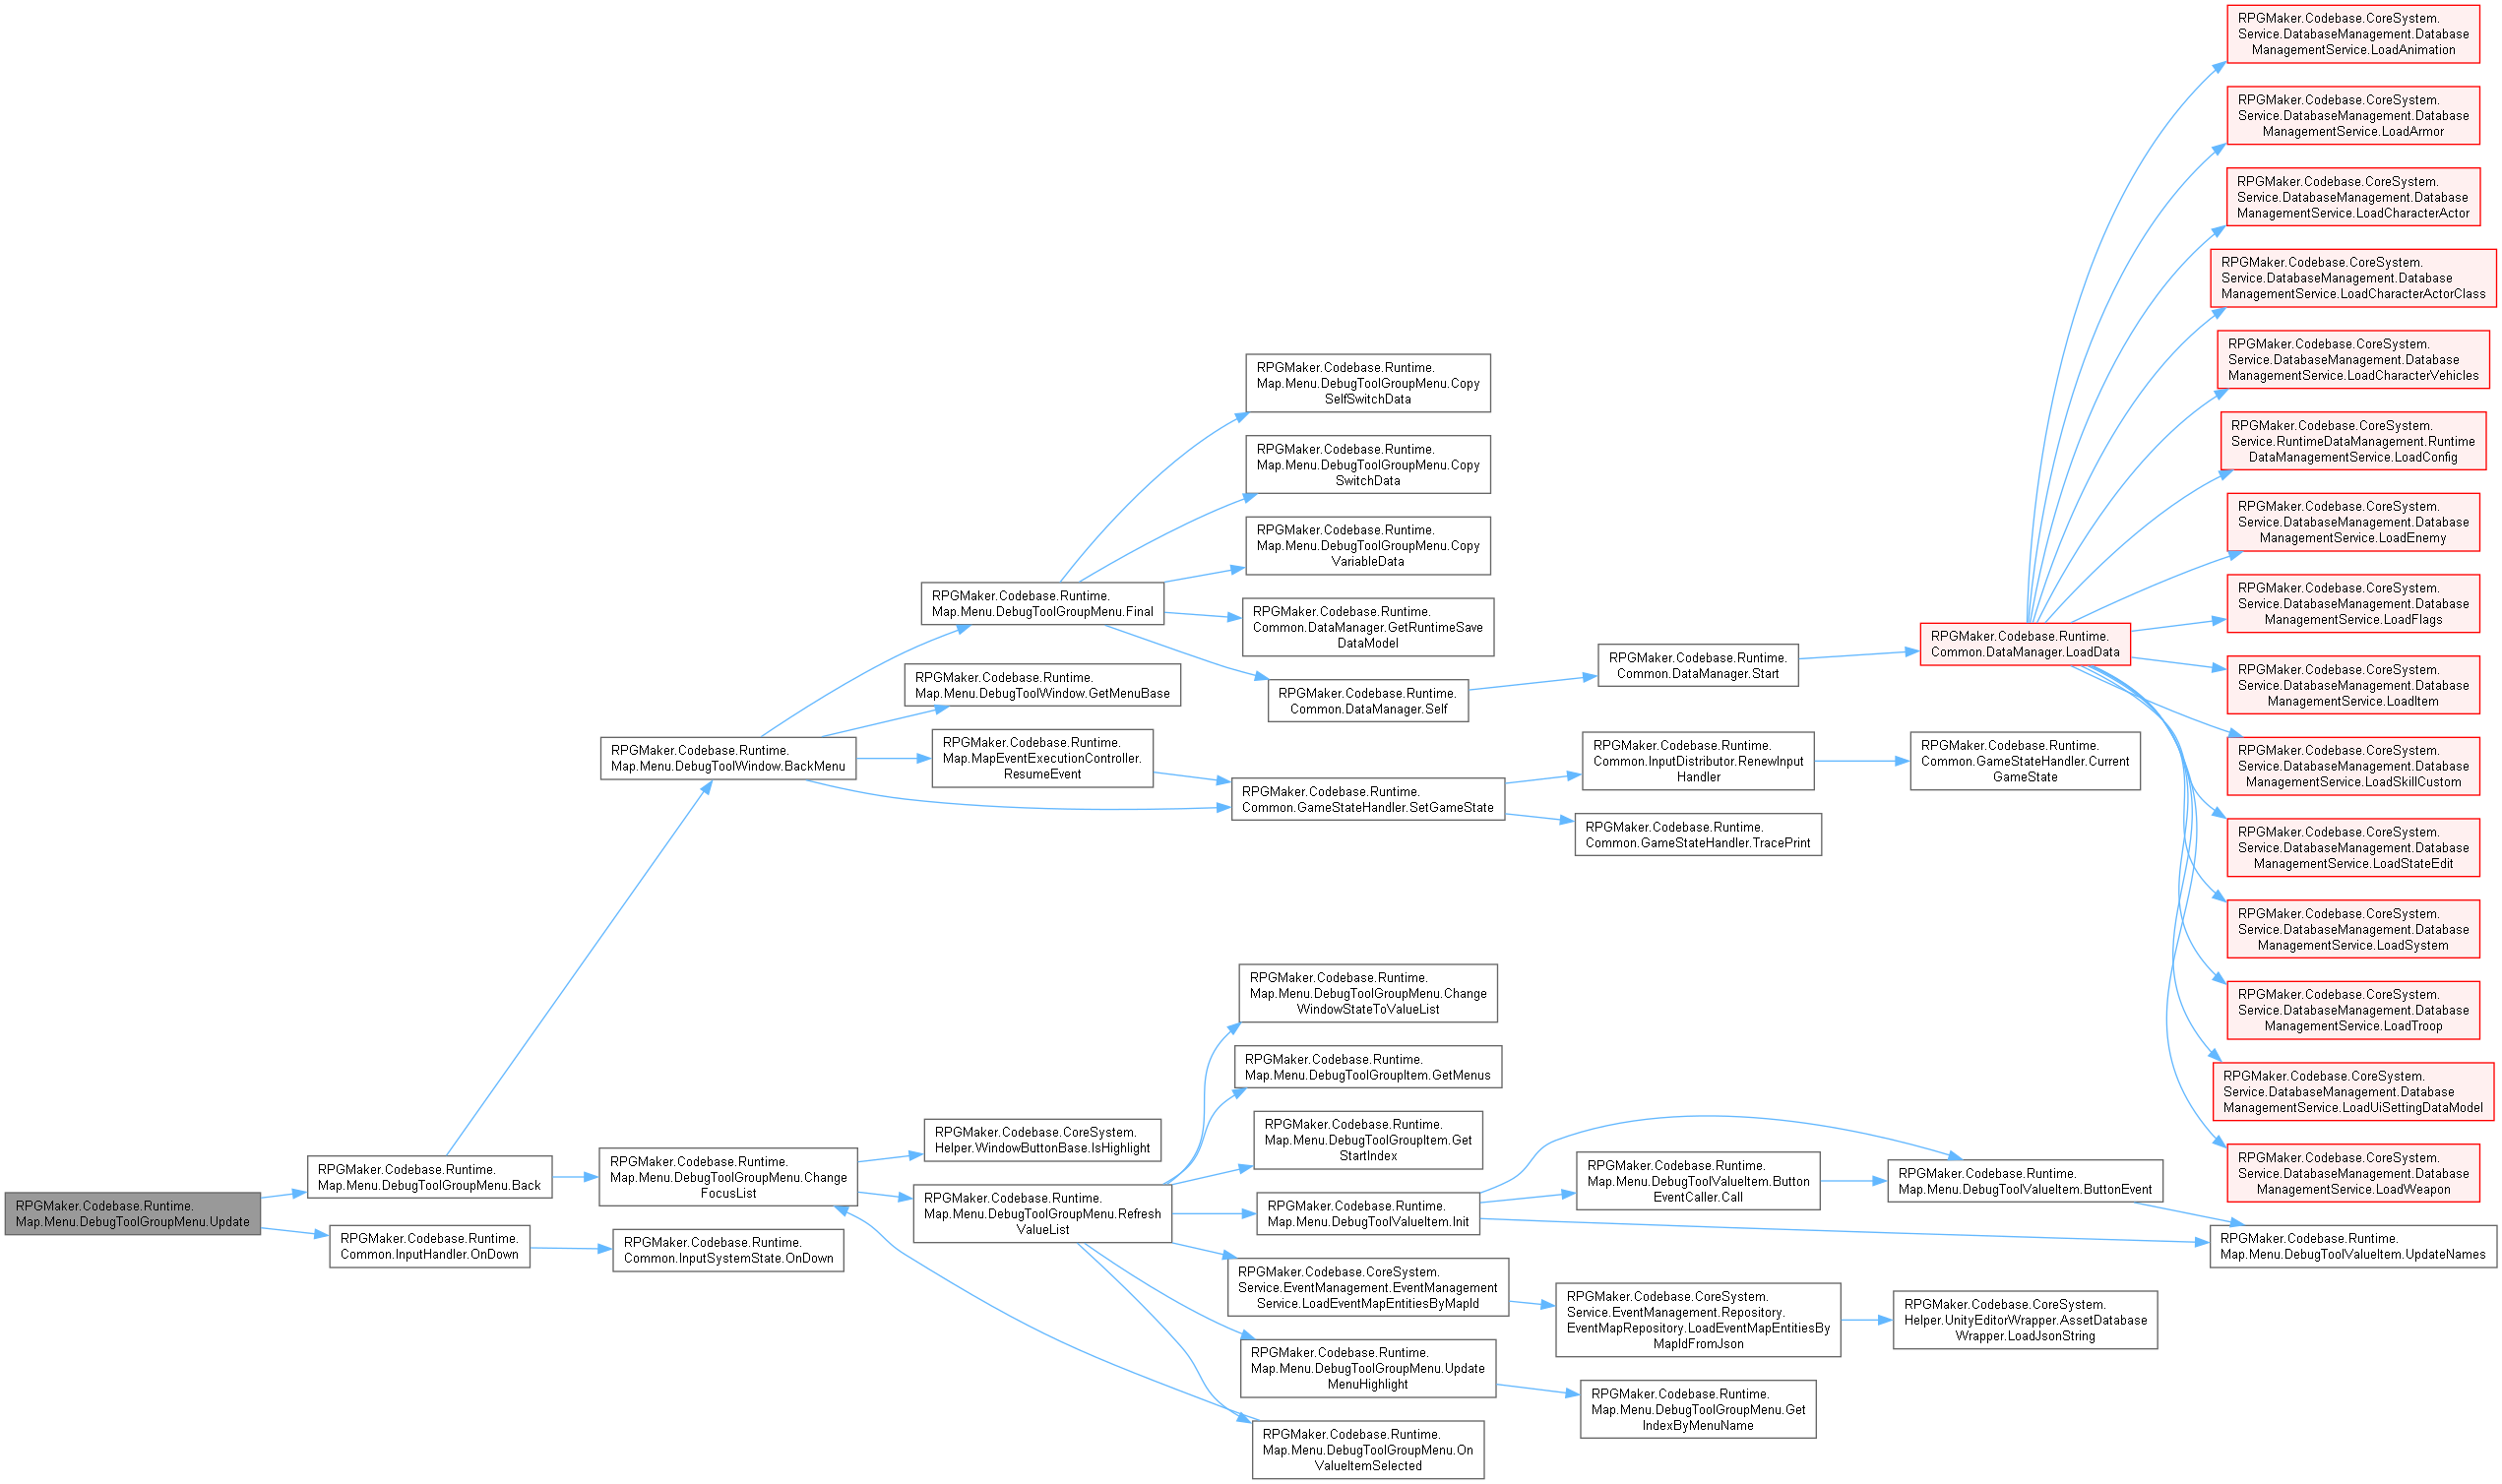 RPGMaker.Codebase.Runtime.
Map.Menu.DebugToolGroupMenu.Update
RPGMaker.Codebase.Runtime.
Map.Menu.DebugToolGroupMenu.Back
RPGMaker.Codebase.Runtime.
Common.InputHandler.OnDown
RPGMaker.Codebase.Runtime.
Map.Menu.DebugToolWindow.BackMenu
RPGMaker.Codebase.Runtime.
Map.Menu.DebugToolGroupMenu.Change
FocusList
RPGMaker.Codebase.Runtime.
Common.InputSystemState.OnDown
RPGMaker.Codebase.Runtime.
Map.Menu.DebugToolGroupMenu.Final
RPGMaker.Codebase.Runtime.
Map.Menu.DebugToolWindow.GetMenuBase
RPGMaker.Codebase.Runtime.
Map.MapEventExecutionController.
ResumeEvent
RPGMaker.Codebase.CoreSystem.
Helper.WindowButtonBase.IsHighlight
RPGMaker.Codebase.Runtime.
Map.Menu.DebugToolGroupMenu.Refresh
ValueList
RPGMaker.Codebase.Runtime.
Map.Menu.DebugToolGroupMenu.Copy
SelfSwitchData
RPGMaker.Codebase.Runtime.
Map.Menu.DebugToolGroupMenu.Copy
SwitchData
RPGMaker.Codebase.Runtime.
Map.Menu.DebugToolGroupMenu.Copy
VariableData
RPGMaker.Codebase.Runtime.
Common.DataManager.GetRuntimeSave
DataModel
RPGMaker.Codebase.Runtime.
Common.DataManager.Self
RPGMaker.Codebase.Runtime.
Common.GameStateHandler.SetGameState
RPGMaker.Codebase.Runtime.
Map.Menu.DebugToolGroupMenu.Change
WindowStateToValueList
RPGMaker.Codebase.Runtime.
Map.Menu.DebugToolGroupItem.GetMenus
RPGMaker.Codebase.Runtime.
Map.Menu.DebugToolGroupItem.Get
StartIndex
RPGMaker.Codebase.Runtime.
Map.Menu.DebugToolValueItem.Init
RPGMaker.Codebase.CoreSystem.
Service.EventManagement.EventManagement
Service.LoadEventMapEntitiesByMapId
RPGMaker.Codebase.Runtime.
Map.Menu.DebugToolGroupMenu.Update
MenuHighlight
RPGMaker.Codebase.Runtime.
Map.Menu.DebugToolGroupMenu.On
ValueItemSelected
RPGMaker.Codebase.Runtime.
Common.DataManager.Start
RPGMaker.Codebase.Runtime.
Common.InputDistributor.RenewInput
Handler
RPGMaker.Codebase.Runtime.
Common.GameStateHandler.TracePrint
RPGMaker.Codebase.Runtime.
Map.Menu.DebugToolValueItem.Button
EventCaller.Call
RPGMaker.Codebase.CoreSystem.
Service.EventManagement.Repository.
EventMapRepository.LoadEventMapEntitiesBy
MapIdFromJson
RPGMaker.Codebase.Runtime.
Map.Menu.DebugToolGroupMenu.Get
IndexByMenuName
RPGMaker.Codebase.Runtime.
Common.DataManager.LoadData
RPGMaker.Codebase.Runtime.
Common.GameStateHandler.Current
GameState
RPGMaker.Codebase.Runtime.
Map.Menu.DebugToolValueItem.ButtonEvent
RPGMaker.Codebase.CoreSystem.
Helper.UnityEditorWrapper.AssetDatabase
Wrapper.LoadJsonString
RPGMaker.Codebase.CoreSystem.
Service.DatabaseManagement.Database
ManagementService.LoadAnimation
RPGMaker.Codebase.CoreSystem.
Service.DatabaseManagement.Database
ManagementService.LoadArmor
RPGMaker.Codebase.CoreSystem.
Service.DatabaseManagement.Database
ManagementService.LoadCharacterActor
RPGMaker.Codebase.CoreSystem.
Service.DatabaseManagement.Database
ManagementService.LoadCharacterActorClass
RPGMaker.Codebase.CoreSystem.
Service.DatabaseManagement.Database
ManagementService.LoadCharacterVehicles
RPGMaker.Codebase.CoreSystem.
Service.RuntimeDataManagement.Runtime
DataManagementService.LoadConfig
RPGMaker.Codebase.CoreSystem.
Service.DatabaseManagement.Database
ManagementService.LoadEnemy
RPGMaker.Codebase.CoreSystem.
Service.DatabaseManagement.Database
ManagementService.LoadFlags
RPGMaker.Codebase.CoreSystem.
Service.DatabaseManagement.Database
ManagementService.LoadItem
RPGMaker.Codebase.CoreSystem.
Service.DatabaseManagement.Database
ManagementService.LoadSkillCustom
RPGMaker.Codebase.CoreSystem.
Service.DatabaseManagement.Database
ManagementService.LoadStateEdit
RPGMaker.Codebase.CoreSystem.
Service.DatabaseManagement.Database
ManagementService.LoadSystem
RPGMaker.Codebase.CoreSystem.
Service.DatabaseManagement.Database
ManagementService.LoadTroop
RPGMaker.Codebase.CoreSystem.
Service.DatabaseManagement.Database
ManagementService.LoadUiSettingDataModel
RPGMaker.Codebase.CoreSystem.
Service.DatabaseManagement.Database
ManagementService.LoadWeapon
RPGMaker.Codebase.Runtime.
Map.Menu.DebugToolValueItem.UpdateNames